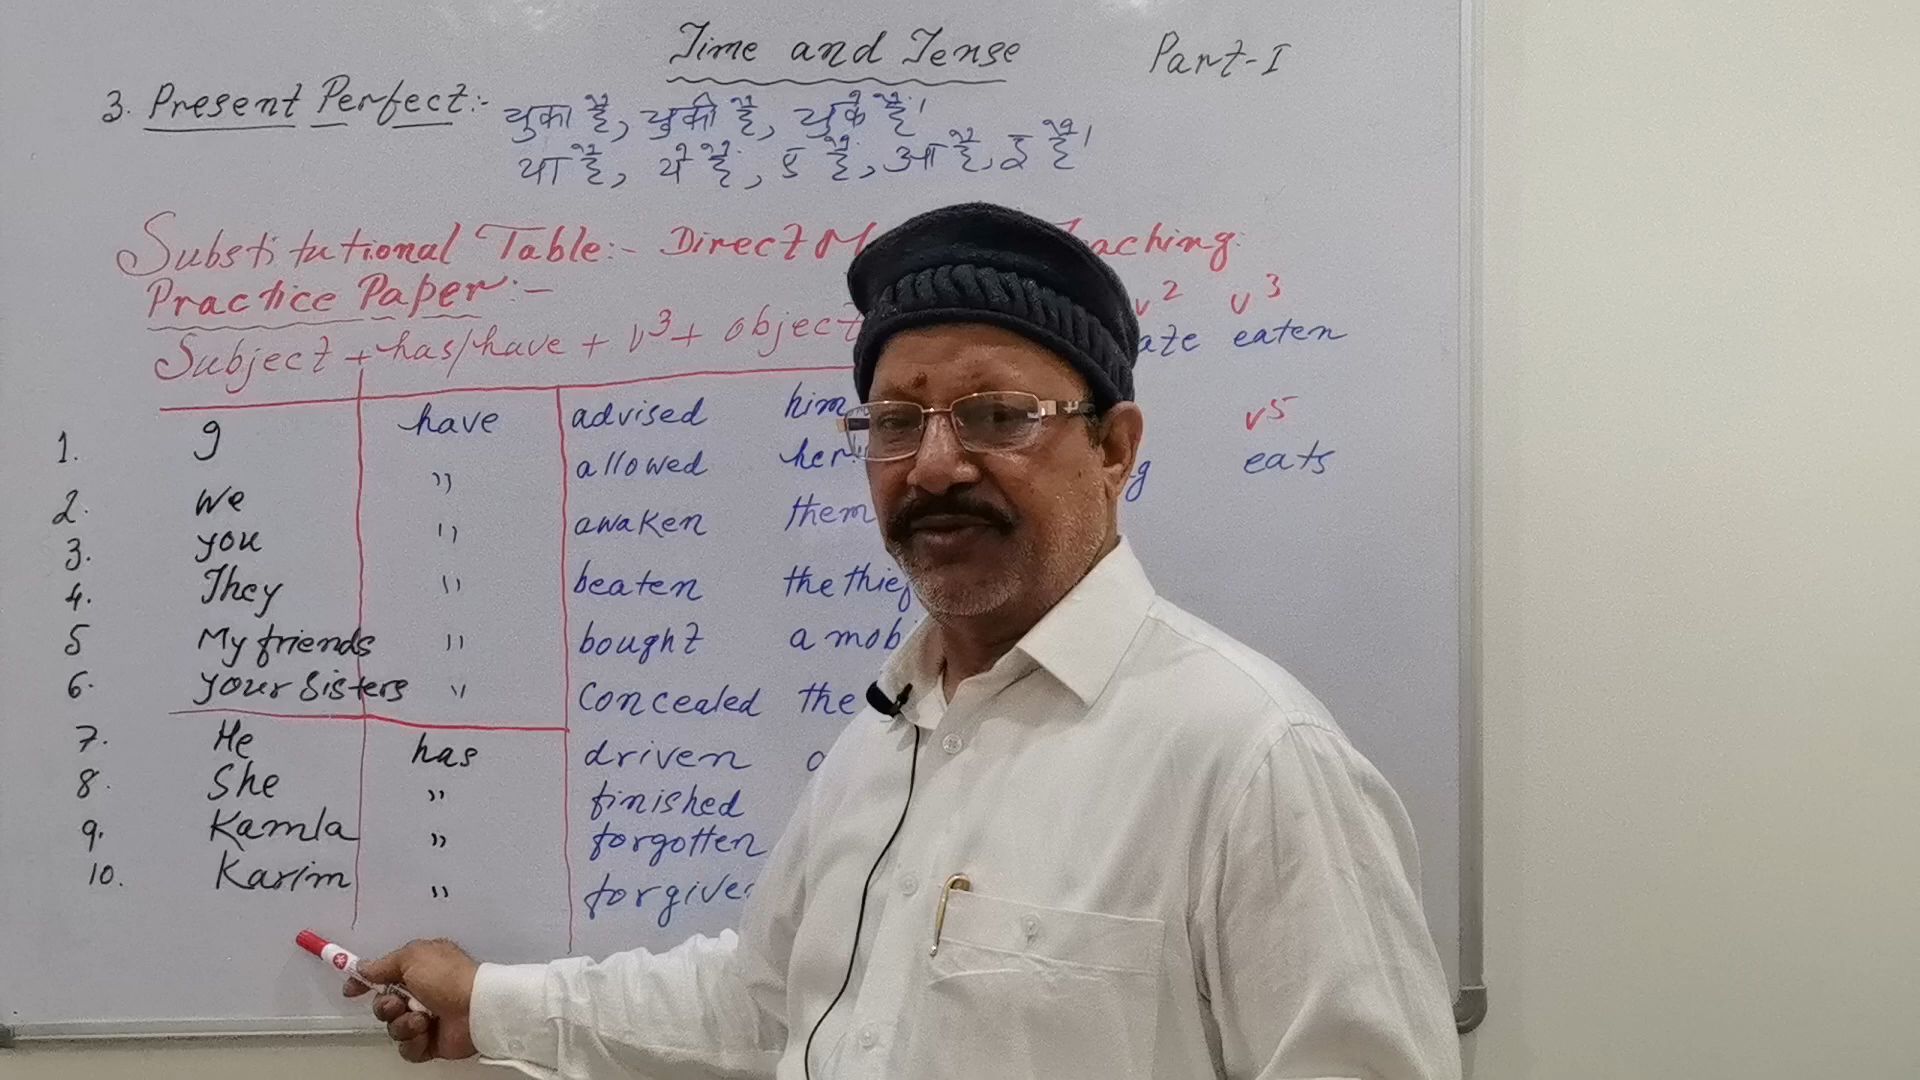 Time and Tense Part-I
3. Present Perfect:- चुका है, चुकी है, चुके हैं।
या है, ये हैं, ई है, आ है, ई हैं।
Substitutional Table:- Direct aching:
Practice Paper:-
Subject + has/have + V3 + object V2 V3
ate eaten
1. I have advised him
allowed her V5
eats
2. We " awaken them
3. you "
4. They " beaten the thief
5 My friends " bought a
6. your sisters " concealed the
7. He has driven
8. She " finished
9. Kamla " forgotten
10. Karim "